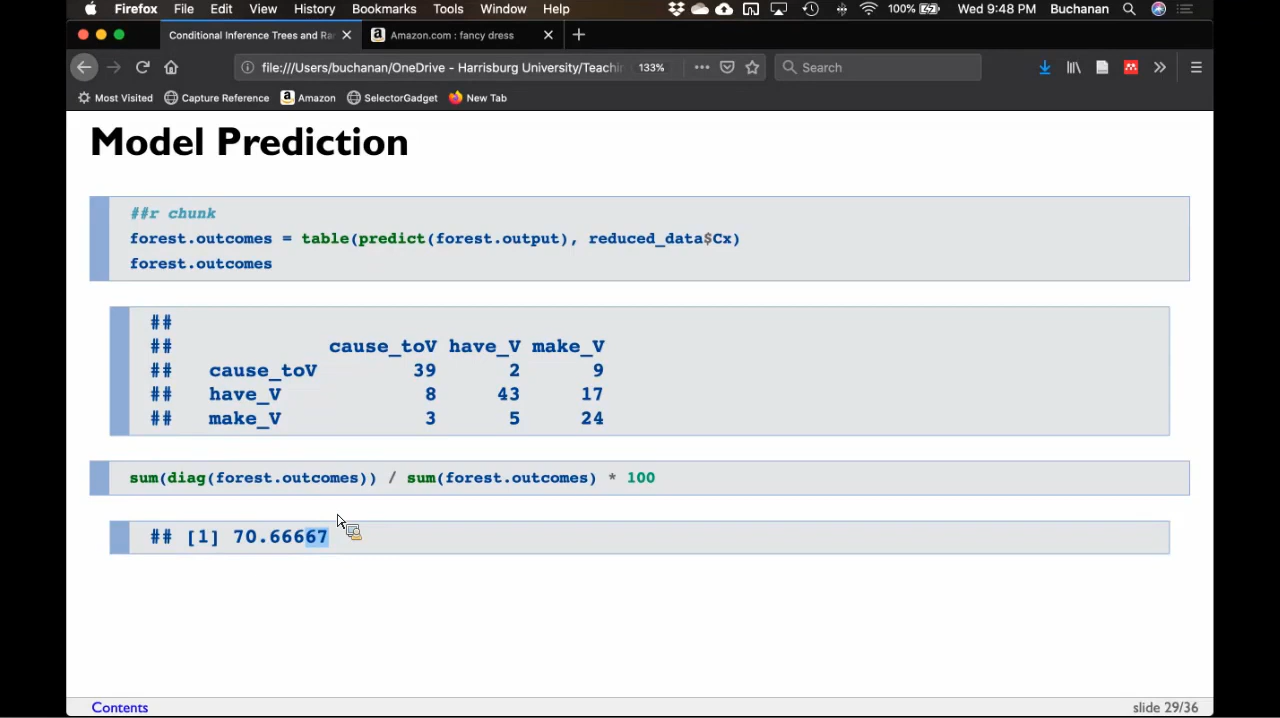 Firefox File Edit View History Bookmarks Tools Window Help 100% Wed 9:48 PM Buchanan
Conditional Inference Trees and Ra Amazon.com : fancy dress
file:///Users/buchanan/OneDrive - Harrisburg University/Teachin 133% Search
Most Visited Capture Reference Amazon SelectorGadget New Tab
Model Prediction
##r chunk
forest.outcomes = table(predict(forest.output), reduced_data$Cx)
forest.outcomes
##
## cause_toV have_V make_V
## cause_toV 39 2 9
## have_V 8 43 17
## make_V 3 5 24
sum(diag(forest.outcomes)) / sum(forest.outcomes) * 100
## [1] 70.66667
Contents slide 29/36